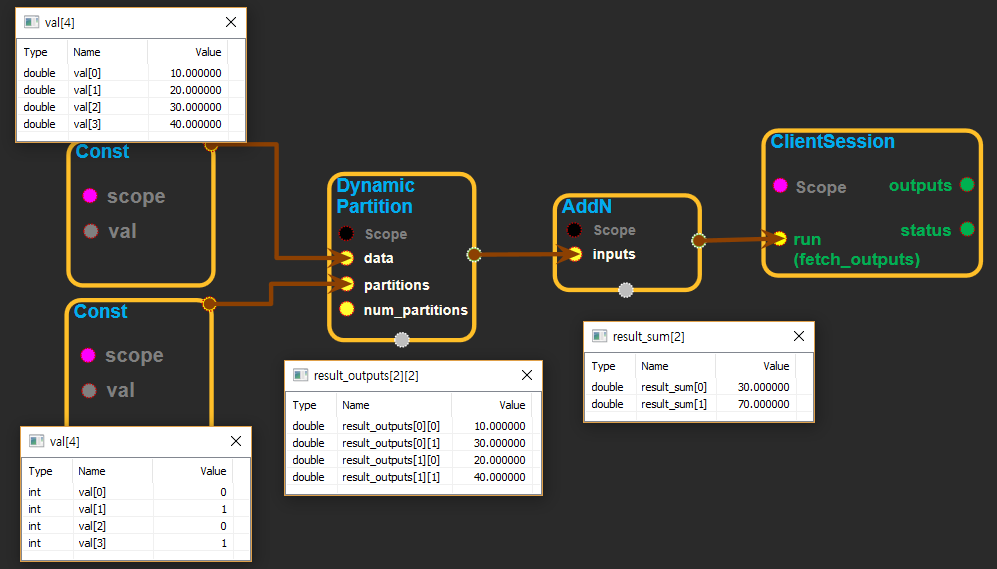 val[4]
Type Name Value
double val[0] 10.000000
double val[1] 20.000000
double val[2] 30.000000
double val[3] 40.000000
Const
scope
val
Const
scope
val
val[4]
Type Name Value
int val[0] 0
int val[1] 1
int val[2] 0
int val[3] 1
Dynamic
Partition
Scope
data
partitions
num_partitions
result_outputs[2][2]
Type Name Value
double result_outputs[0][0] 10.000000
double result_outputs[0][1] 30.000000
double result_outputs[1][0] 20.000000
double result_outputs[1][1] 40.000000
AddN
Scope
inputs
result_sum[2]
Type Name Value
double result_sum[0] 30.000000
double result_sum[1] 70.000000
ClientSession
Scope outputs
status
run
(fetch_outputs)